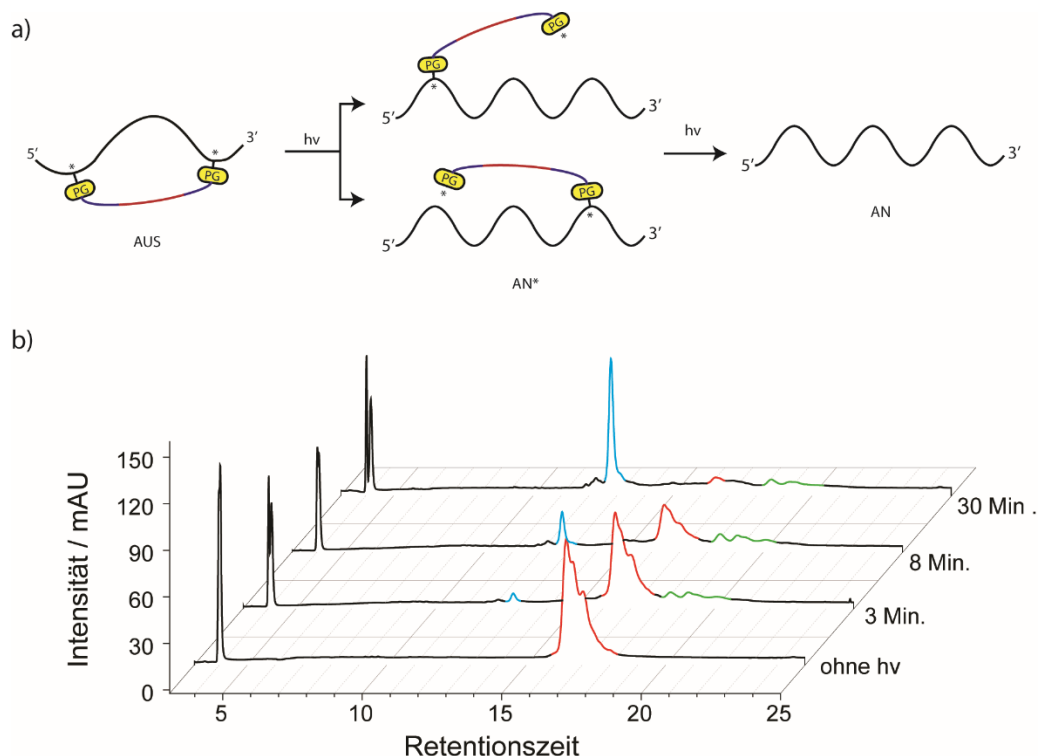 a)
PG
*
PG
*
5'
3'
hν
5'
*
*
3'
PG
PG
AUS
hν
PG
*
PG
*
5'
3'
AN*
5'
3'
AN
b)
Intensität / mAU
150
120
90
60
30
0
30 Min .
8 Min.
3 Min.
ohne hv
5
10
15
20
25
Retentionszeit